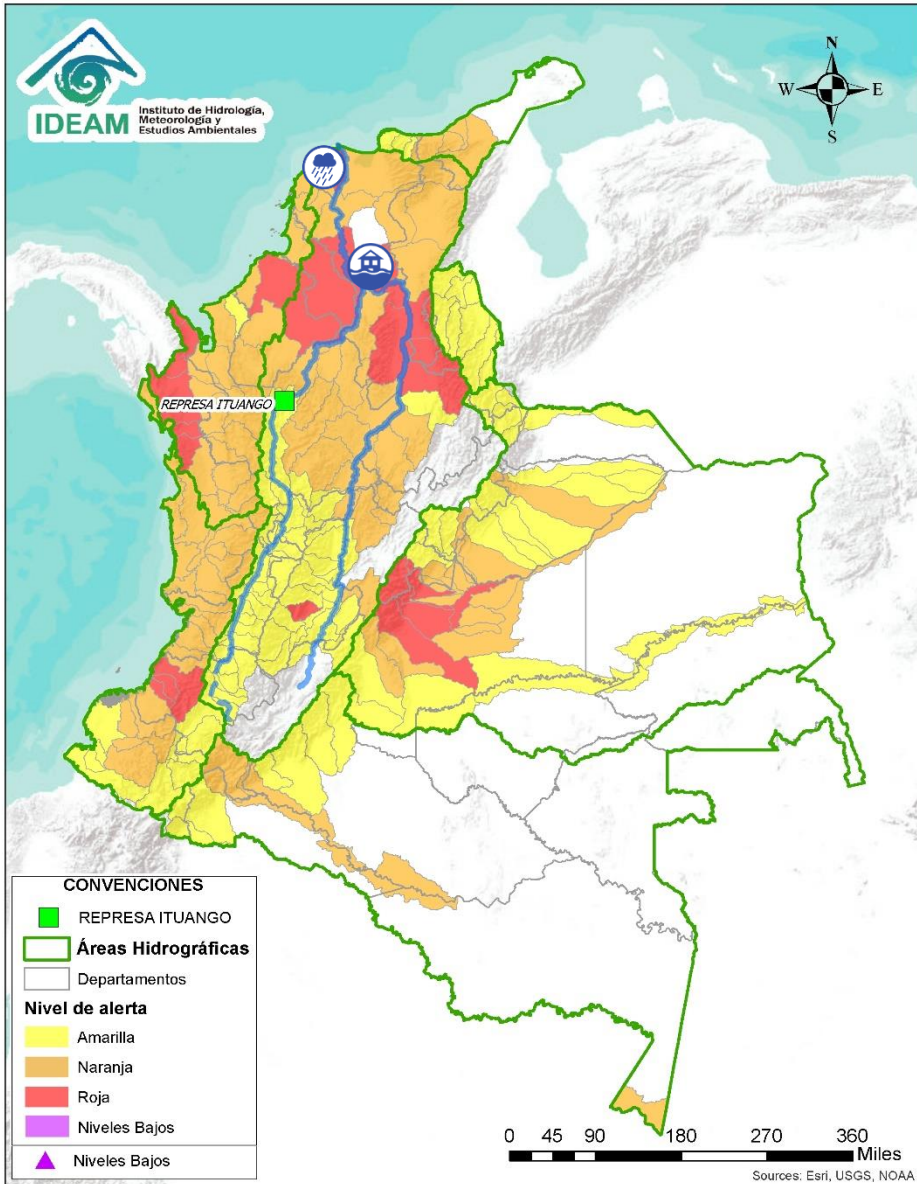 IDEAM
Instituto de Hidrología,
Meteorología y
Estudios Ambientales
N
W
E
S
REPRESA ITUANGO
CONVENCIONES
REPRESA ITUANGO
Áreas Hidrográficas
Departamentos
Nivel de alerta
Amarilla
Naranja
Roja
Niveles Bajos
Niveles Bajos
0 45 90 180 270 360
Miles
Sources: Esri, USGS, NOAA